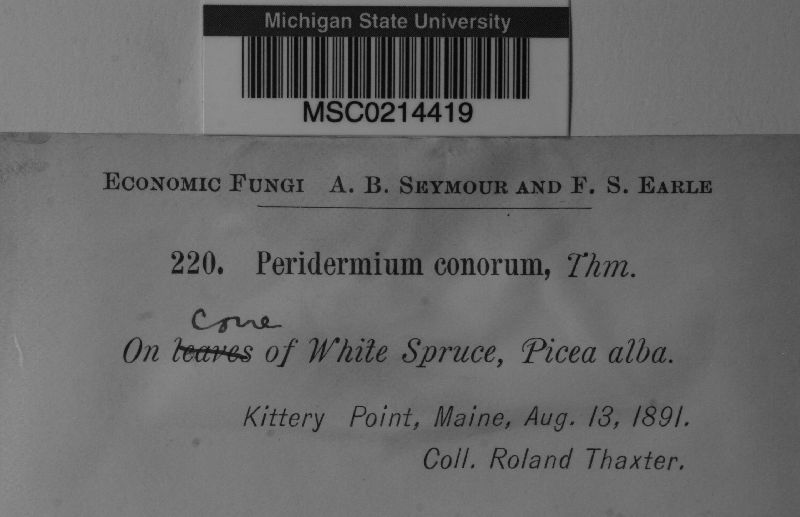 Michigan State University
MSC0214419
ECONOMIC FUNGI A. B. SEYMOUR AND F. S. EARLE
220. Peridermium conorum, Thm.
Cone
On leaves of White Spruce, Picea alba.
Kittery Point, Maine, Aug. 13, 1891.
Coll. Roland Thaxter.